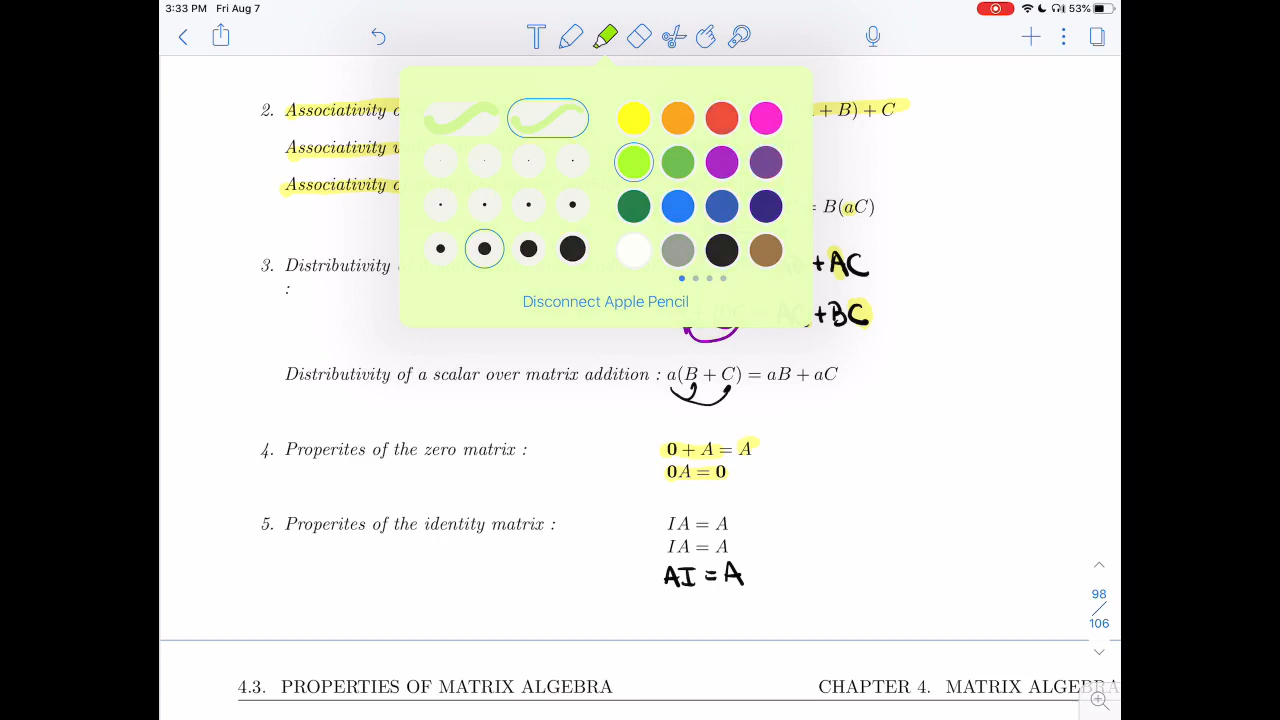 3:33 PM Fri Aug 7
53%
2. Associativity o + B) + C
Associativity
Associativity o
= B(aC)
3. Distributivity + AC
:
+ BC
Disconnect Apple Pencil
Distributivity of a scalar over matrix addition : a(B + C) = aB + aC
4. Properites of the zero matrix : 0 + A = A
0A = 0
5. Properites of the identity matrix : IA = A
IA = A
AI = A
98
106
4.3. PROPERTIES OF MATRIX ALGEBRA CHAPTER 4. MATRIX ALGEBRA